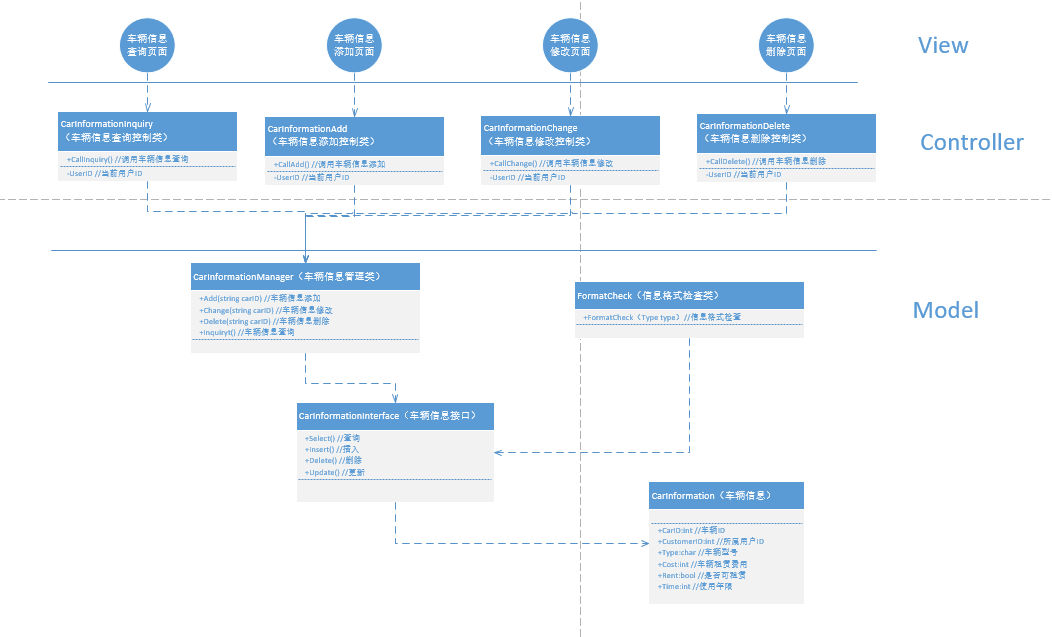 车辆信息
查询页面
车辆信息
添加页面
车辆信息
修改页面
车辆信息
删除页面
View
CarInformationInquiry
（车辆信息查询控制类）
+CallInquiry() //调用车辆信息查询
-UserID //当前用户ID
CarInformationAdd
（车辆信息添加控制类）
+CallAdd() //调用车辆信息添加
-UserID //当前用户ID
CarInformationChange
（车辆信息修改控制类）
+CallChange() //调用车辆信息修改
-UserID //当前用户ID
CarInformationDelete
（车辆信息删除控制类）
+CallDelete() //调用车辆信息删除
-UserID //当前用户ID
Controller
CarInformationManager（车辆信息管理类）
+Add(string carID) //车辆信息添加
+Change(string carID) //车辆信息修改
+Delete(string carID) //车辆信息删除
+Inquiryt() //车辆信息查询
FormatCheck（信息格式检查类）
+FormatCheck（Type type）//信息格式检查
Model
CarInformationInterface（车辆信息接口）
+Select() //查询
+Insert() //插入
+Delete() //删除
+Update() //更新
CarInformation（车辆信息）
+CarID:int //车辆ID
+CustomerID:int //所属用户ID
+Type:char //车辆型号
+Cost:int //车辆租赁费用
+Rent:bool //是否可租赁
+Time:int //使用年限